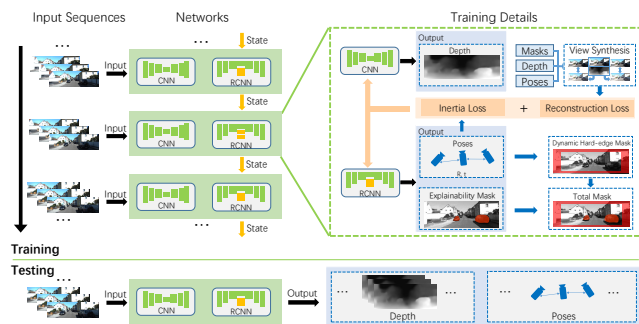 Input Sequences
Networks
Training Details
...
...
State
Input
CNN
RCNN
State
Input
CNN
RCNN
State
Input
CNN
RCNN
...
...
State
Output
Depth
CNN
Masks
Depth
Poses
View Synthesis
Inertia Loss
+
Reconstruction Loss
Output
Poses
R, t
Dynamic Hard-edge Mask
RCNN
Explainability Mask
Total Mask
Training
Testing
...
Input
CNN
RCNN
Output
...
...
Depth
...
...
Poses